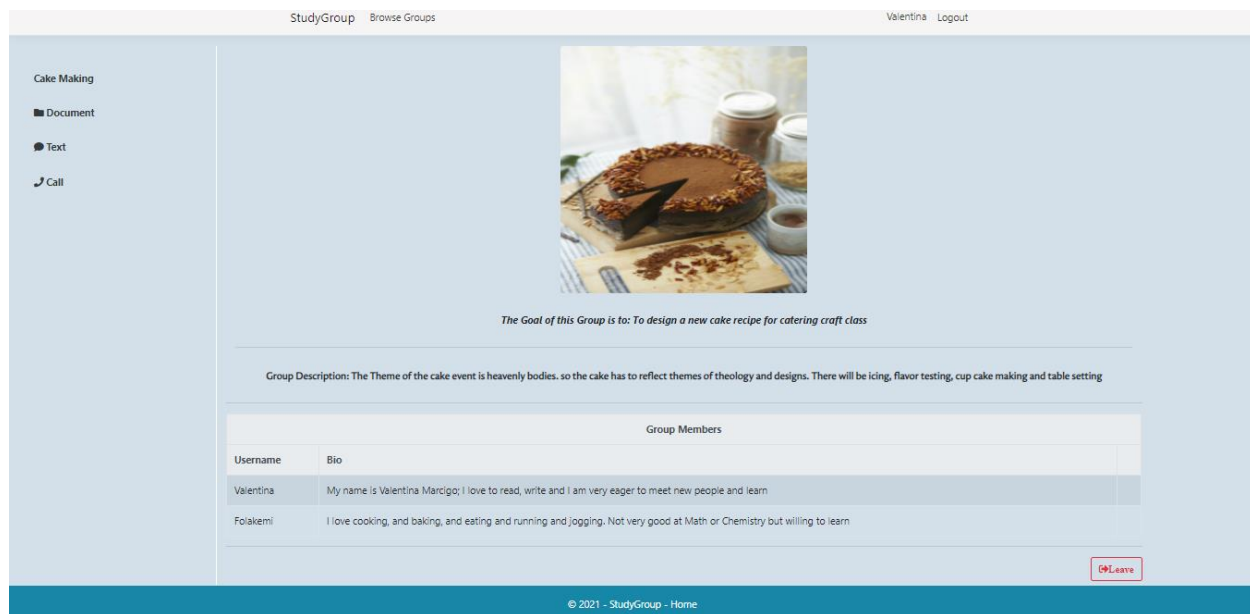 StudyGroup Browse Groups Valentina Logout
Cake Making
Document
Text
Call
The Goal of this Group is to: To design a new cake recipe for catering craft class
Group Description: The Theme of the cake event is heavenly bodies. so the cake has to reflect themes of theology and designs. There will be icing, flavor testing, cup cake making and table setting
Group Members
Username Bio
Valentina My name is Valentina Marcigo; I love to read, write and I am very eager to meet new people and learn
Folakemi I love cooking, and baking, and eating and running and jogging. Not very good at Math or Chemistry but willing to learn
Leave
© 2021 - StudyGroup - Home